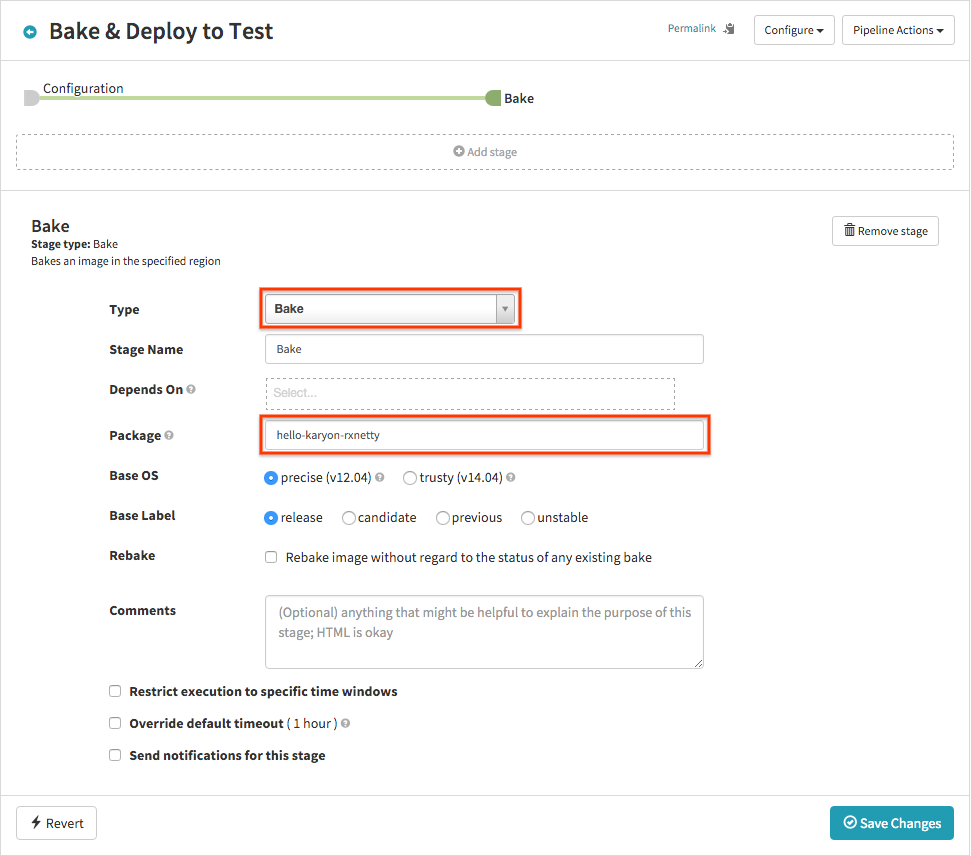 Bake & Deploy to Test
Permalink
Configure
Pipeline Actions
Configuration
Bake
Add stage
Bake
Stage type: Bake
Bakes an image in the specified region
Remove stage
Type
Bake
Stage Name
Bake
Depends On
Select...
Package
hello-karyon-rxnetty
Base OS
precise (v12.04)
trusty (v14.04)
Base Label
release
candidate
previous
unstable
Rebake
Rebake image without regard to the status of any existing bake
Comments
(Optional) anything that might be helpful to explain the purpose of this
stage; HTML is okay
Restrict execution to specific time windows
Override default timeout ( 1 hour )
Send notifications for this stage
Revert
Save Changes